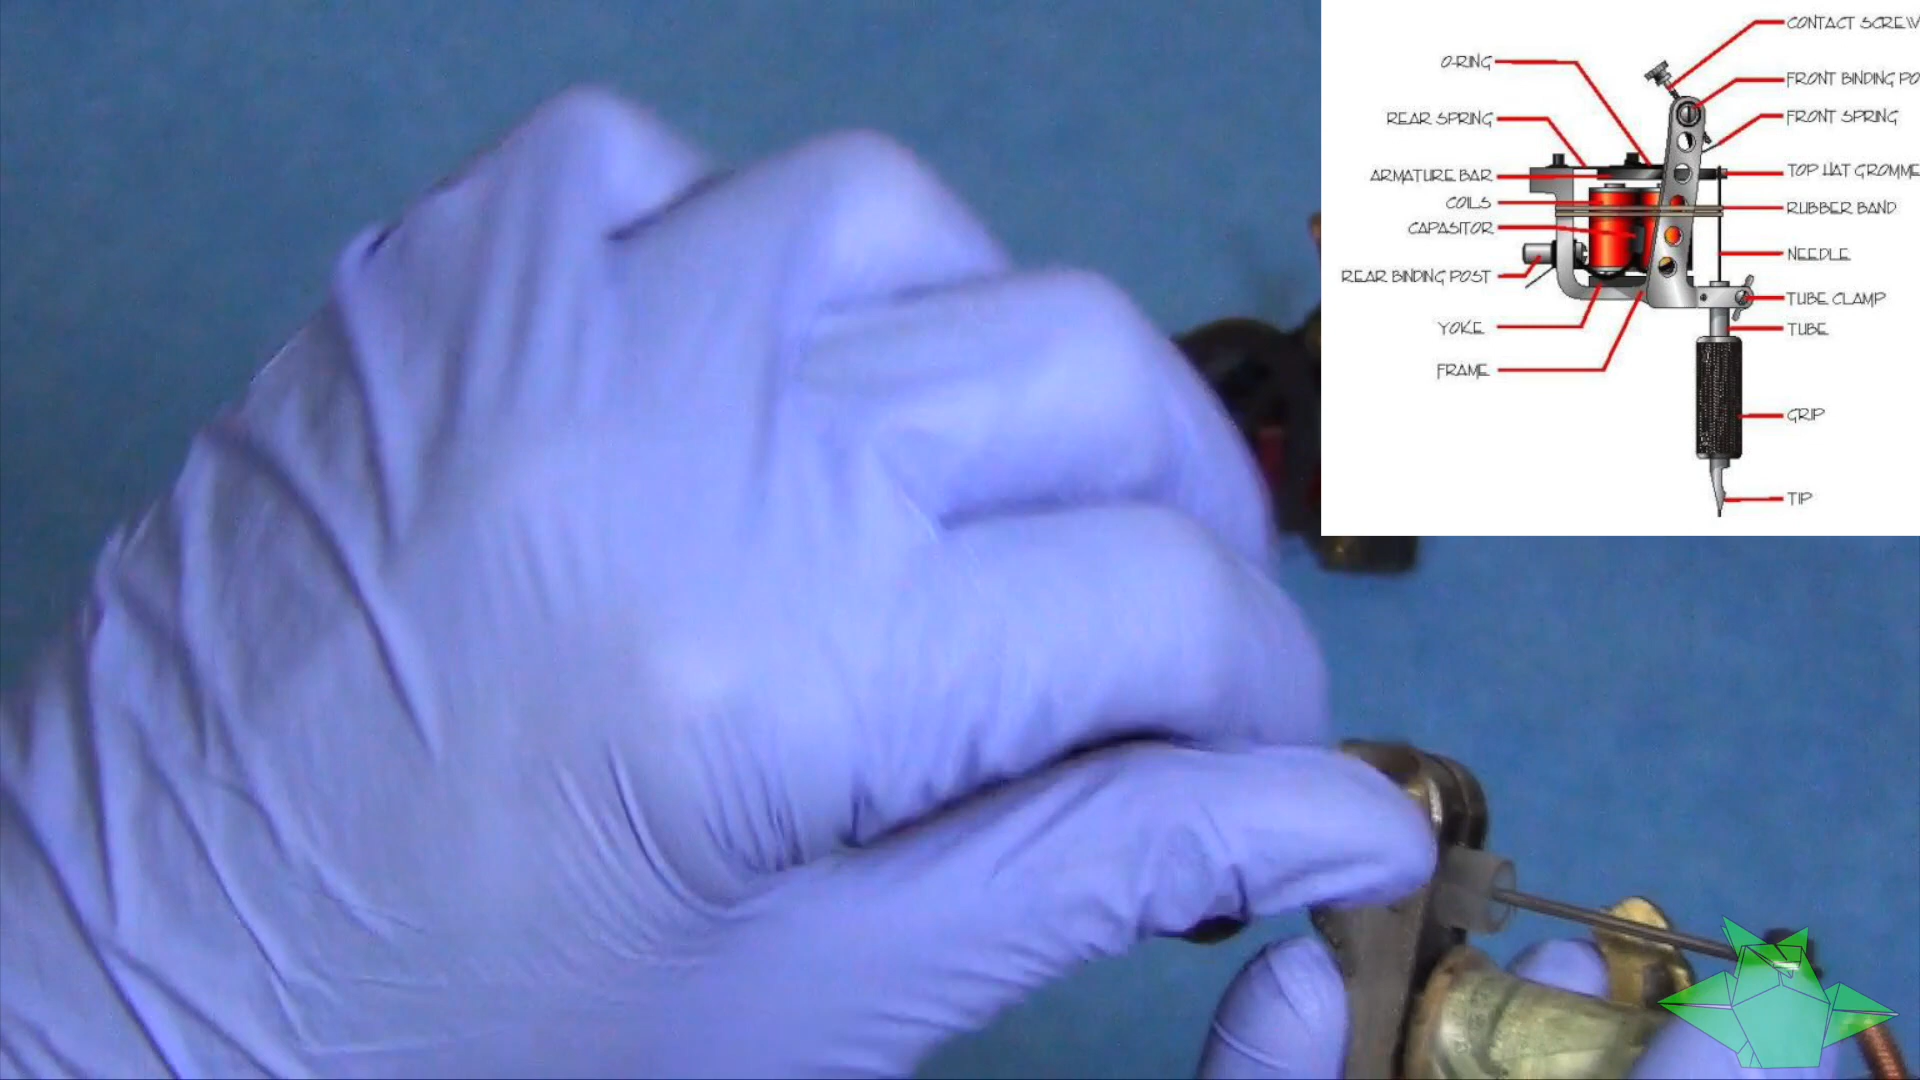 CONTACT SCREW
O-RING
FRONT BINDING PO
REAR SPRING
FRONT SPRING
ARMATURE BAR
TOP HAT GROMME
COILS
RUBBER BAND
CAPASITOR
NEEDLE
REAR BINDING POST
TUBE CLAMP
YOKE
TUBE
FRAME
GRIP
TIP